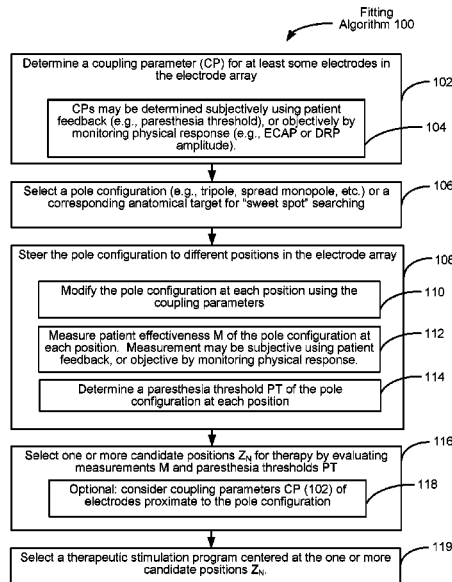 Fitting
Algorithm 100
Determine a coupling parameter (CP) for at least some electrodes in
the electrode array
102
CPs may be determined subjectively using patient
feedback (e.g., paresthesia threshold), or objectively by
monitoring physical response (e.g., ECAP or DRP
amplitude).
104
Select a pole configuration (e.g., tripole, spread monopole, etc.) or a
corresponding anatomical target for “sweet spot” searching
106
Steer the pole configuration to different positions in the electrode array
108
Modify the pole configuration at each position using the
coupling parameters
110
Measure patient effectiveness M of the pole configuration at
each position. Measurement may be subjective using patient
feedback, or objective by monitoring physical response.
112
Determine a paresthesia threshold PT of the pole
configuration at each position
114
Select one or more candidate positions ZN for therapy by evaluating
measurements M and paresthesia thresholds PT
116
Optional: consider coupling parameters CP (102) of
electrodes proximate to the pole configuration
118
Select a therapeutic stimulation program centered at the one or more
candidate positions ZN.
119